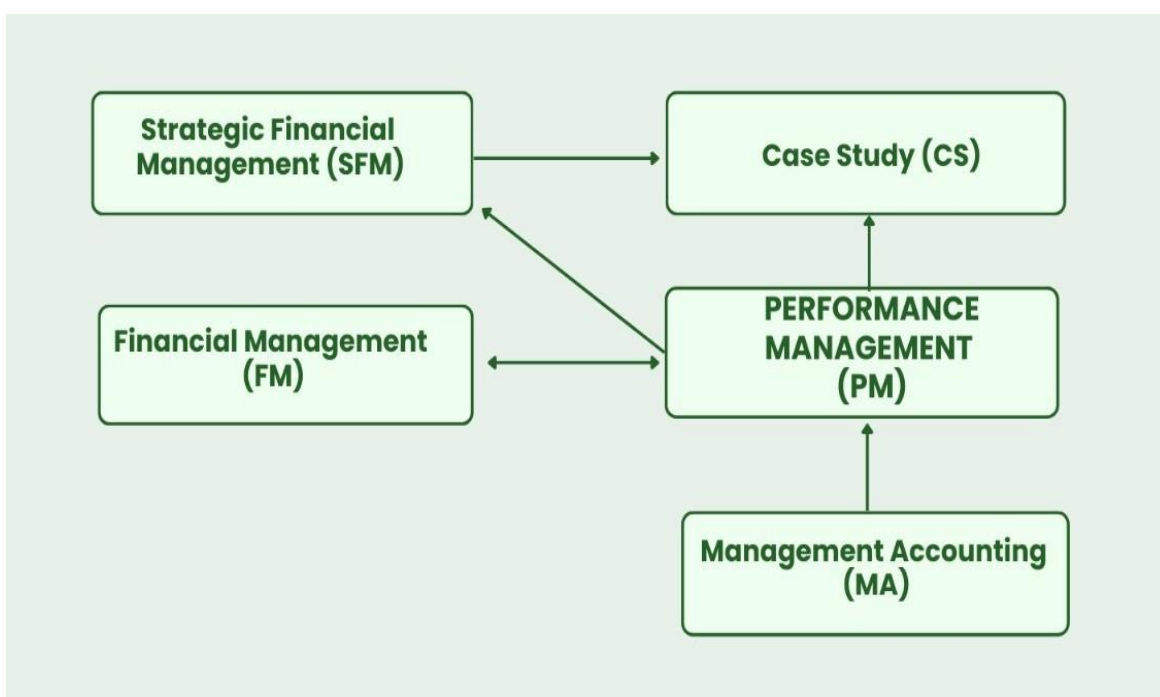 Strategic Financial
Management (SFM)
Case Study (CS)
Financial Management
(FM)
PERFORMANCE
MANAGEMENT
(PM)
Management Accounting
(MA)